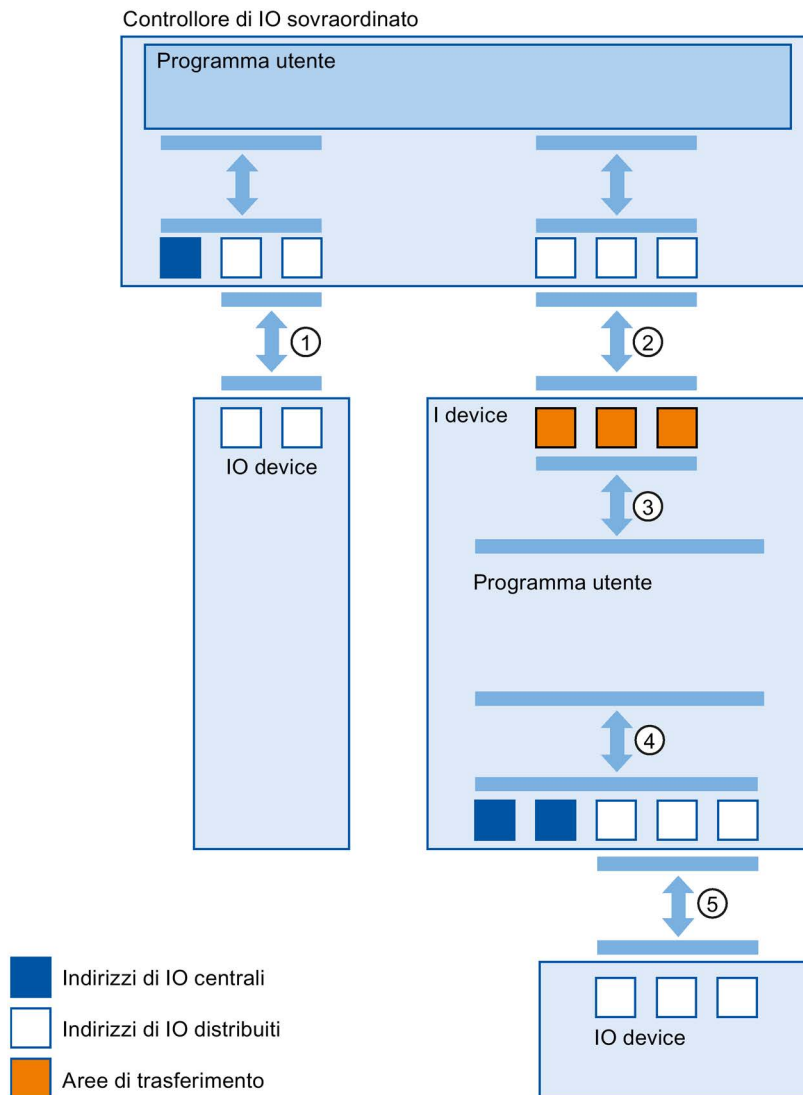 Controllore di IO sovraordinato
Programma utente
1
2
I device
IO device
3
Programma utente
4
5
Indirizzi di IO centrali
Indirizzi di IO distribuiti
IO device
Aree di trasferimento